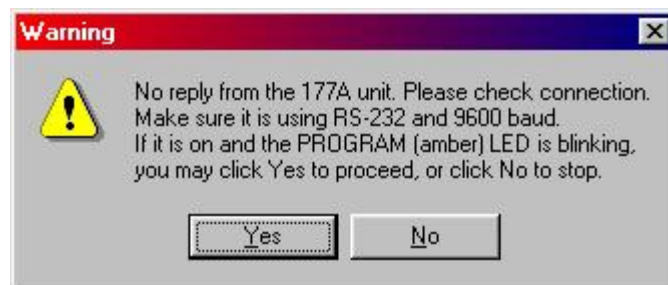 Warning
No reply from the 177A unit. Please check connection.
Make sure it is using RS-232 and 9600 baud.
If it is on and the PROGRAM (amber) LED is blinking,
you may click Yes to proceed, or click No to stop.
Yes No